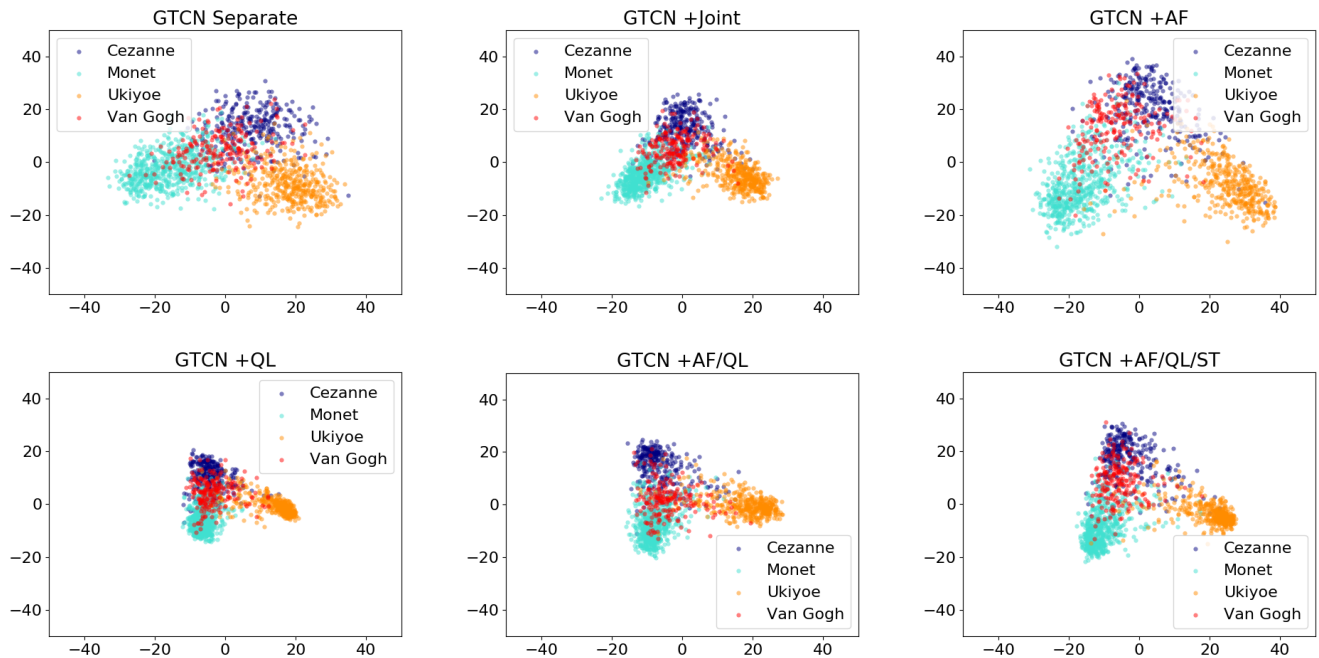 GTCN Separate
40
20
0
−20
−40
−40 −20 0 20 40
Cezanne
Monet
Ukiyoe
Van Gogh
GTCN +Joint
40
20
0
−20
−40
−40 −20 0 20 40
Cezanne
Monet
Ukiyoe
Van Gogh
GTCN +AF
40
20
0
−20
−40
−40 −20 0 20 40
Cezanne
Monet
Ukiyoe
Van Gogh
GTCN +QL
40
20
0
−20
−40
−40 −20 0 20 40
Cezanne
Monet
Ukiyoe
Van Gogh
GTCN +AF/QL
40
20
0
−20
−40
−40 −20 0 20 40
Cezanne
Monet
Ukiyoe
Van Gogh
GTCN +AF/QL/ST
40
20
0
−20
−40
−40 −20 0 20 40
Cezanne
Monet
Ukiyoe
Van Gogh